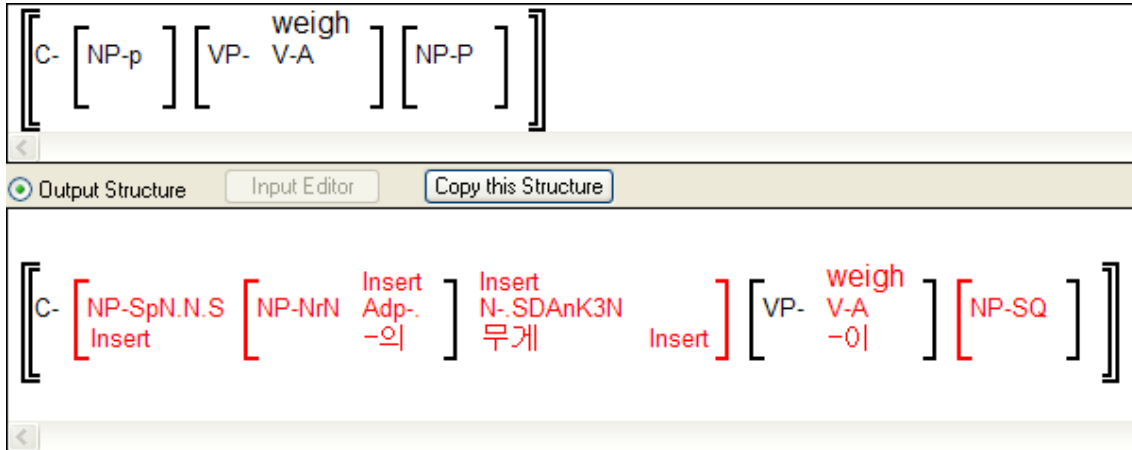 weigh
C- NP-p VP- V-A NP-P
Output Structure Input Editor Copy this Structure
Insert Insert weigh
C- NP-SpN.N.S NP-NrN Adp-. N-.SDAnK3N VP- V-A NP-SQ
Insert -의 무게 Insert -이